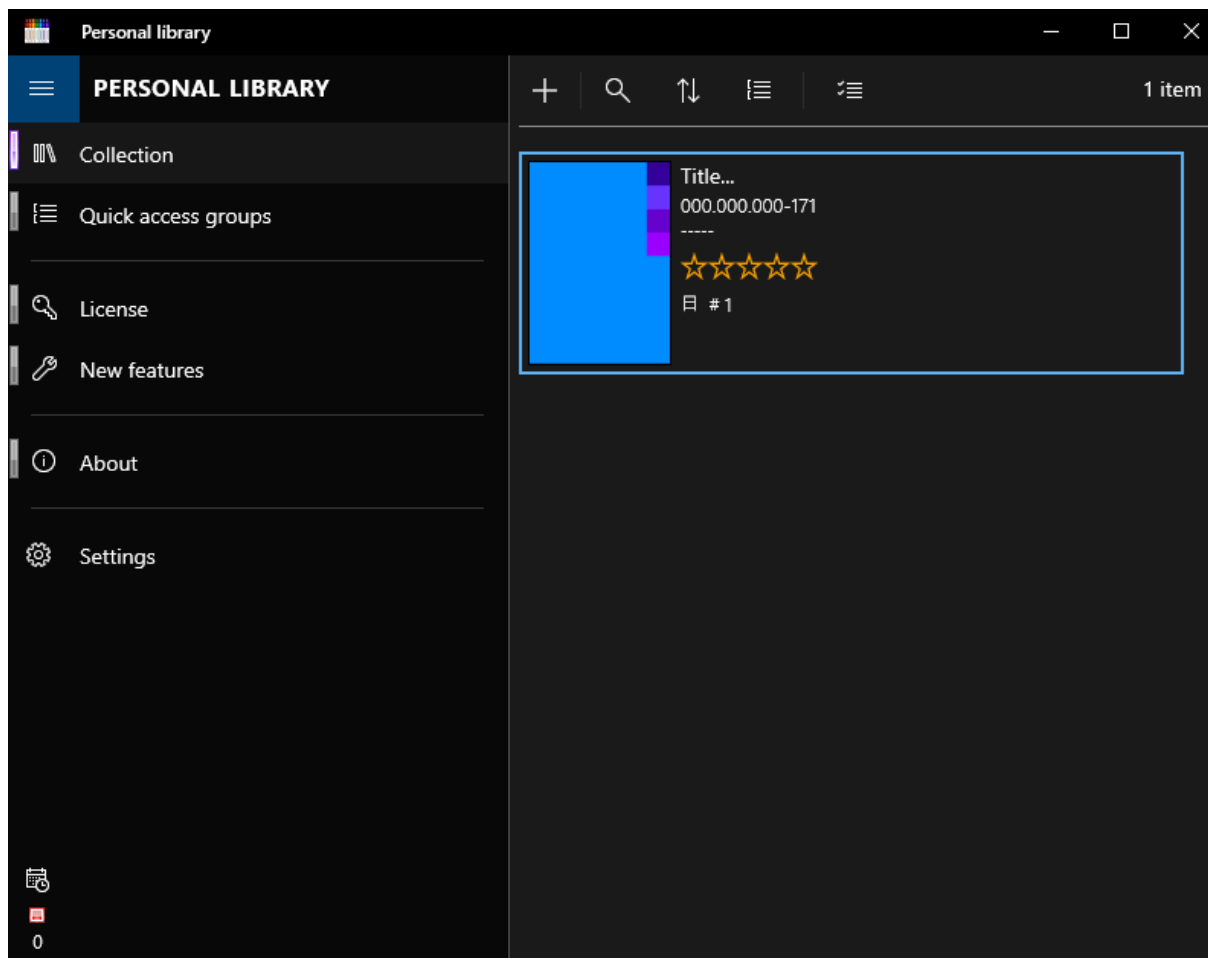 Personal library
PERSONAL LIBRARY
1 item
Collection
Quick access groups
License
New features
About
Settings
0
Title...
000.000.000-171
-----
日 #1